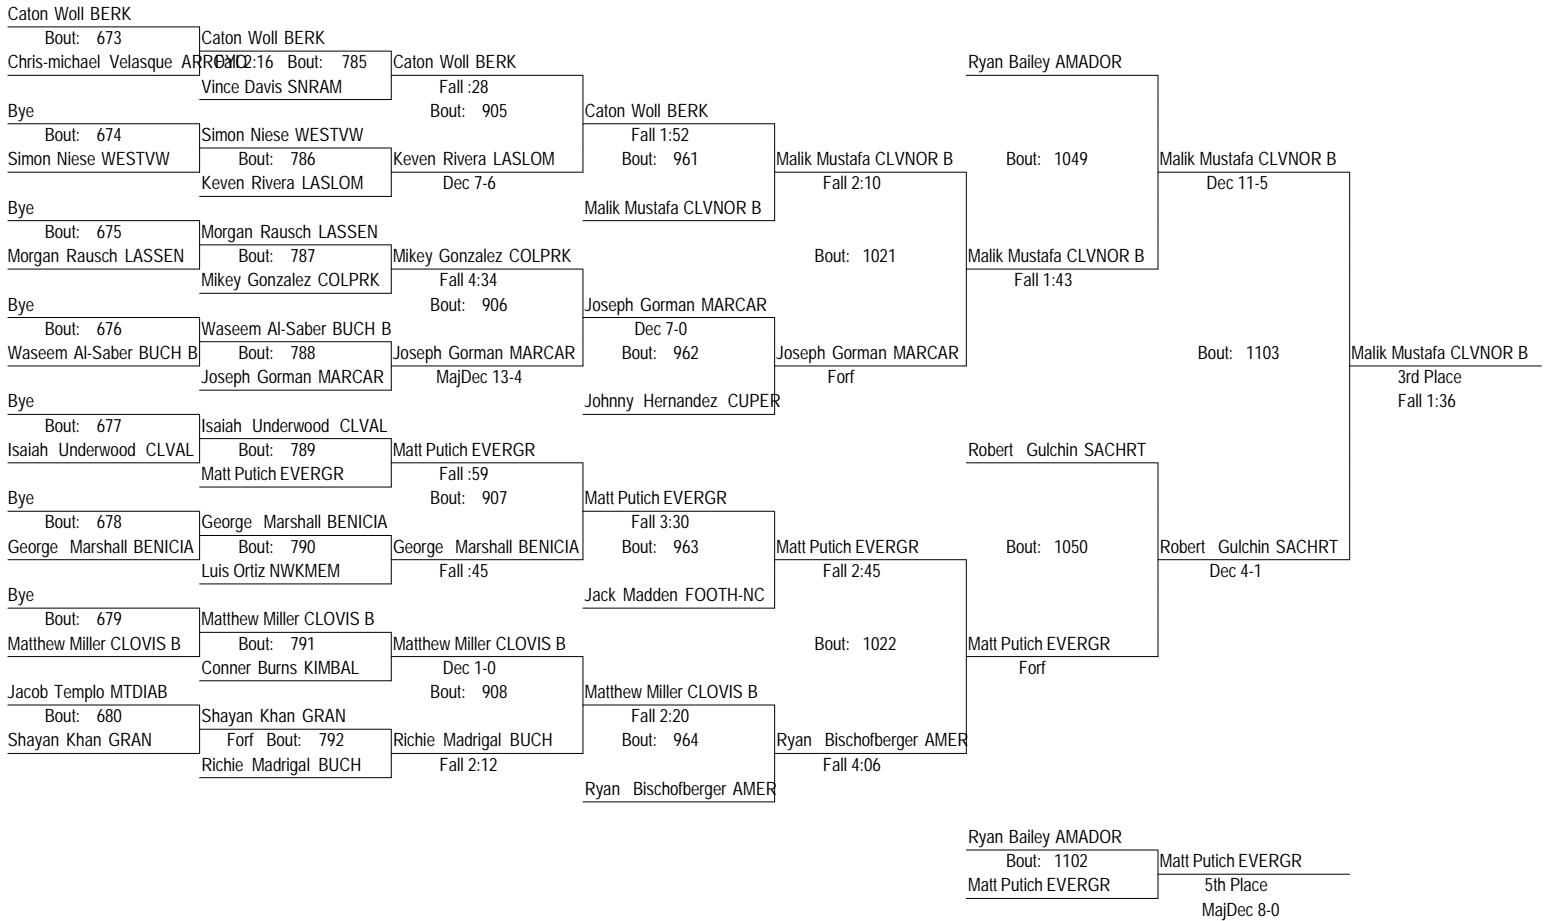 Caton Woll BERK
Bout: 673
Chris-michael Velasque ARROYO
Bye
Bout: 674
Simon Niese WESTVW
Bye
Bout: 675
Morgan Rausch LASSEN
Bye
Bout: 676
Waseem Al-Saber BUCH B
Bye
Bout: 677
Isaiah Underwood CLVAL
Bye
Bout: 678
George Marshall BENICIA
Bye
Bout: 679
Matthew Miller CLOVIS B
Jacob Templo MTDIAB
Bout: 680
Shayan Khan GRAN
Caton Woll BERK
Fall 2:16 Bout: 785
Vince Davis SNRAM
Simon Niese WESTVW
Bout: 786
Keven Rivera LASLOM
Morgan Rausch LASSEN
Bout: 787
Mikey Gonzalez COLPRK
Waseem Al-Saber BUCH B
Bout: 788
Joseph Gorman MARCAR
Isaiah Underwood CLVAL
Bout: 789
Matt Putich EVERGR
George Marshall BENICIA
Bout: 790
Luis Ortiz NWKMEM
Matthew Miller CLOVIS B
Bout: 791
Conner Burns KIMBAL
Shayan Khan GRAN
Forf Bout: 792
Richie Madrigal BUCH
Caton Woll BERK
Fall :28
Bout: 905
Keven Rivera LASLOM
Dec 7-6
Mikey Gonzalez COLPRK
Fall 4:34
Bout: 906
Joseph Gorman MARCAR
MajDec 13-4
Matt Putich EVERGR
Fall :59
Bout: 907
George Marshall BENICIA
Fall :45
Matthew Miller CLOVIS B
Dec 1-0
Bout: 908
Richie Madrigal BUCH
Fall 2:12
Caton Woll BERK
Fall 1:52
Bout: 961
Malik Mustafa CLVNOR B
Joseph Gorman MARCAR
Dec 7-0
Bout: 962
Johnny Hernandez CUPER
Matt Putich EVERGR
Fall 3:30
Bout: 963
Jack Madden FOOTH-NC
Matthew Miller CLOVIS B
Fall 2:20
Bout: 964
Ryan Bischofberger AMER
Malik Mustafa CLVNOR B
Fall 2:10
Bout: 1021
Joseph Gorman MARCAR
Forf
Matt Putich EVERGR
Fall 2:45
Bout: 1022
Ryan Bischofberger AMER
Fall 4:06
Ryan Bailey AMADOR
Bout: 1049
Malik Mustafa CLVNOR B
Fall 1:43
Robert Gulchin SACHRT
Bout: 1050
Matt Putich EVERGR
Forf
Malik Mustafa CLVNOR B
Dec 11-5
Bout: 1103
Robert Gulchin SACHRT
Dec 4-1
Malik Mustafa CLVNOR B
3rd Place
Fall 1:36
Ryan Bailey AMADOR
Bout: 1102
Matt Putich EVERGR
Matt Putich EVERGR
5th Place
MajDec 8-0